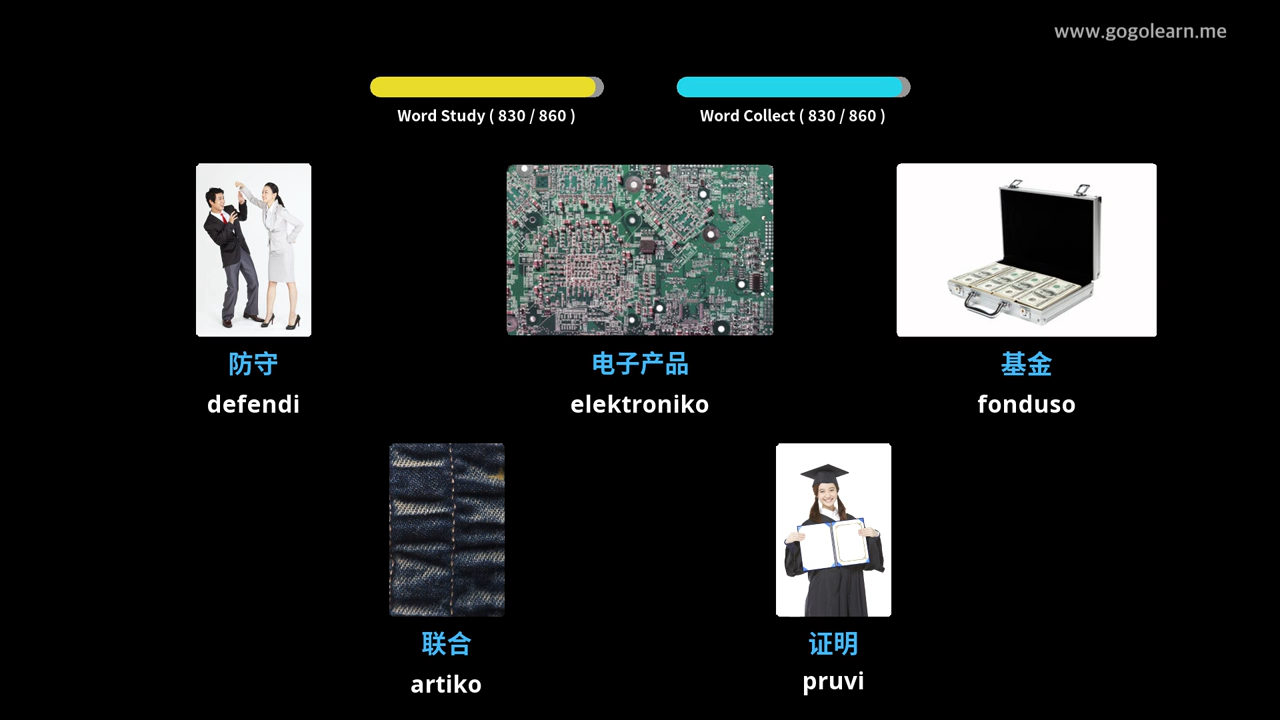 www.gogolearn.me
Word Study ( 830 / 860 )
Word Collect ( 830 / 860 )
防守
电子产品
基金
defendi
elektroniko
fonduso
联合
证明
artiko
pruvi